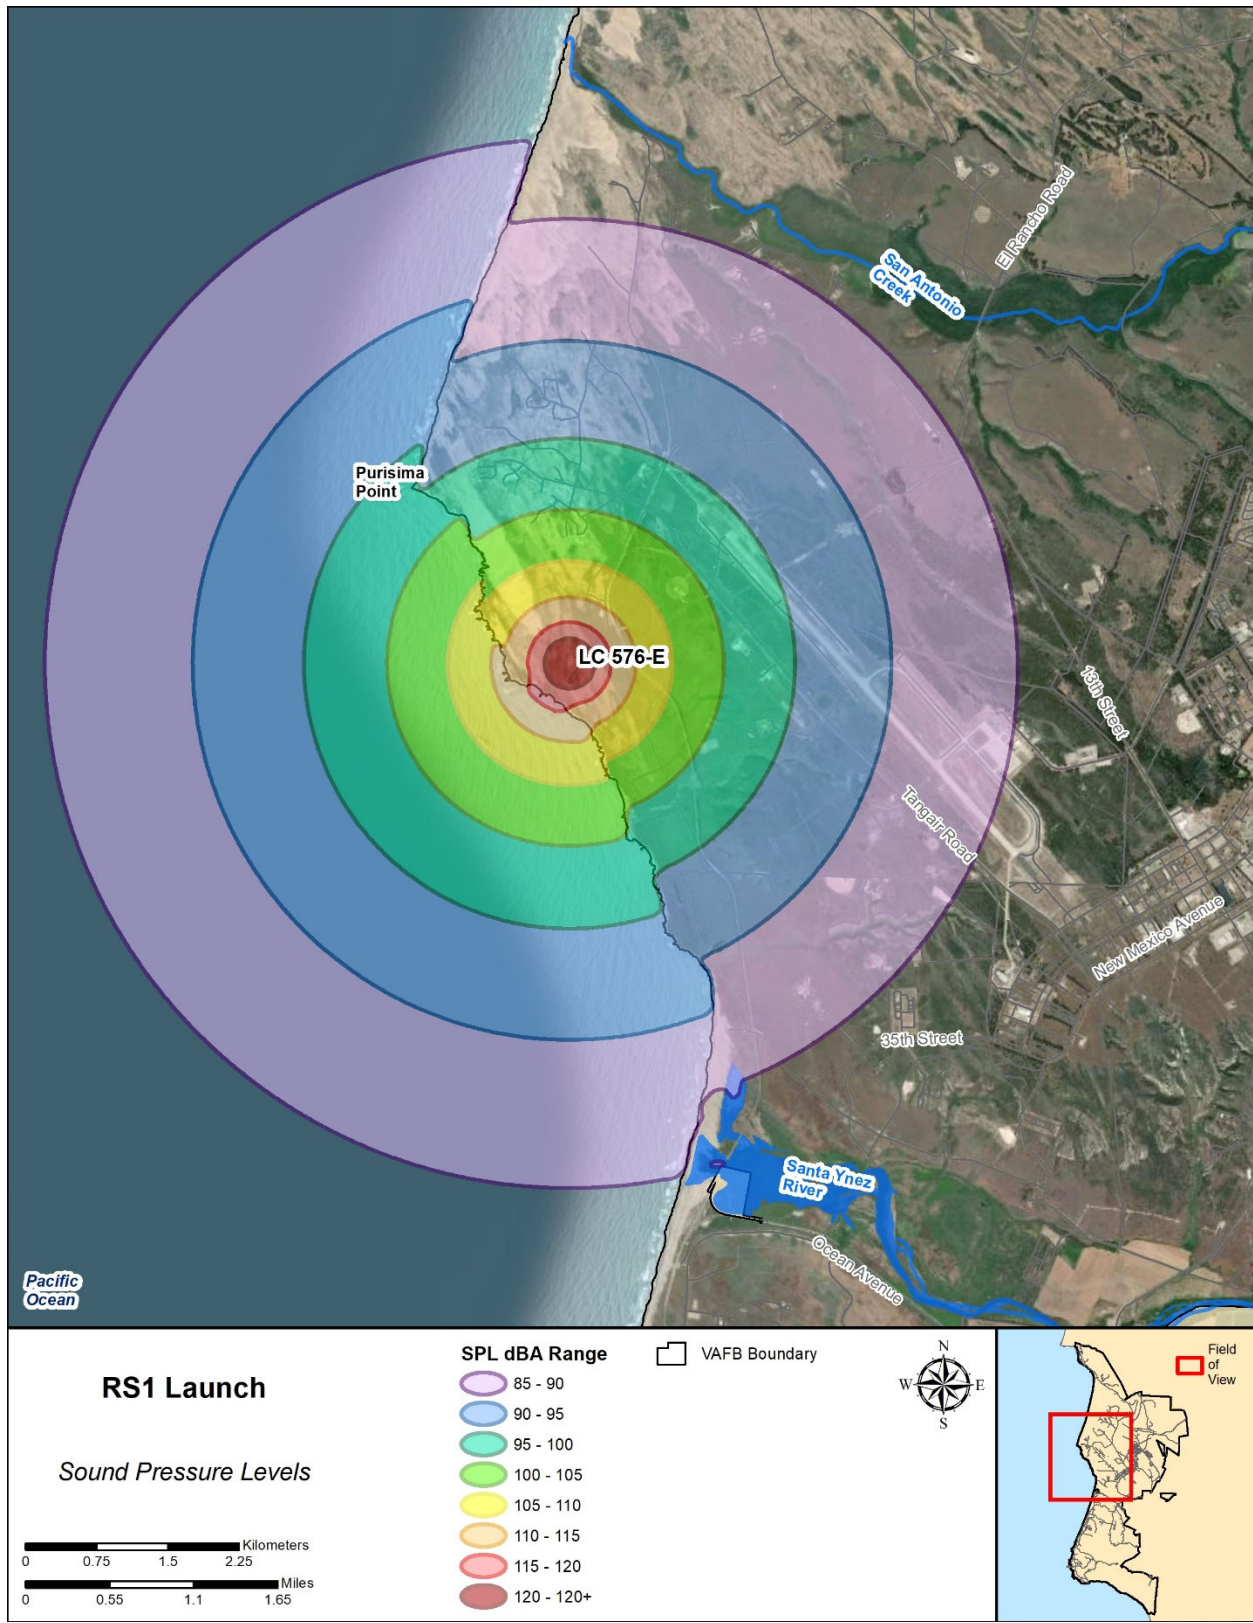 El Rancho Road
San Antonio
Creek
Purisima
Point
LC 576-E
13th Street
Tangair Road
New Mexico Avenue
35th Street
Santa Ynez
River
Ocean Avenue
Pacific
Ocean
RS1 Launch
Sound Pressure Levels
Kilometers
0 0.75 1.5 2.25
Miles
0 0.55 1.1 1.65
SPL dBA Range
85 - 90
90 - 95
95 - 100
100 - 105
105 - 110
110 - 115
115 - 120
120 - 120+
VAFB Boundary
N
W E
S
Field
of
View